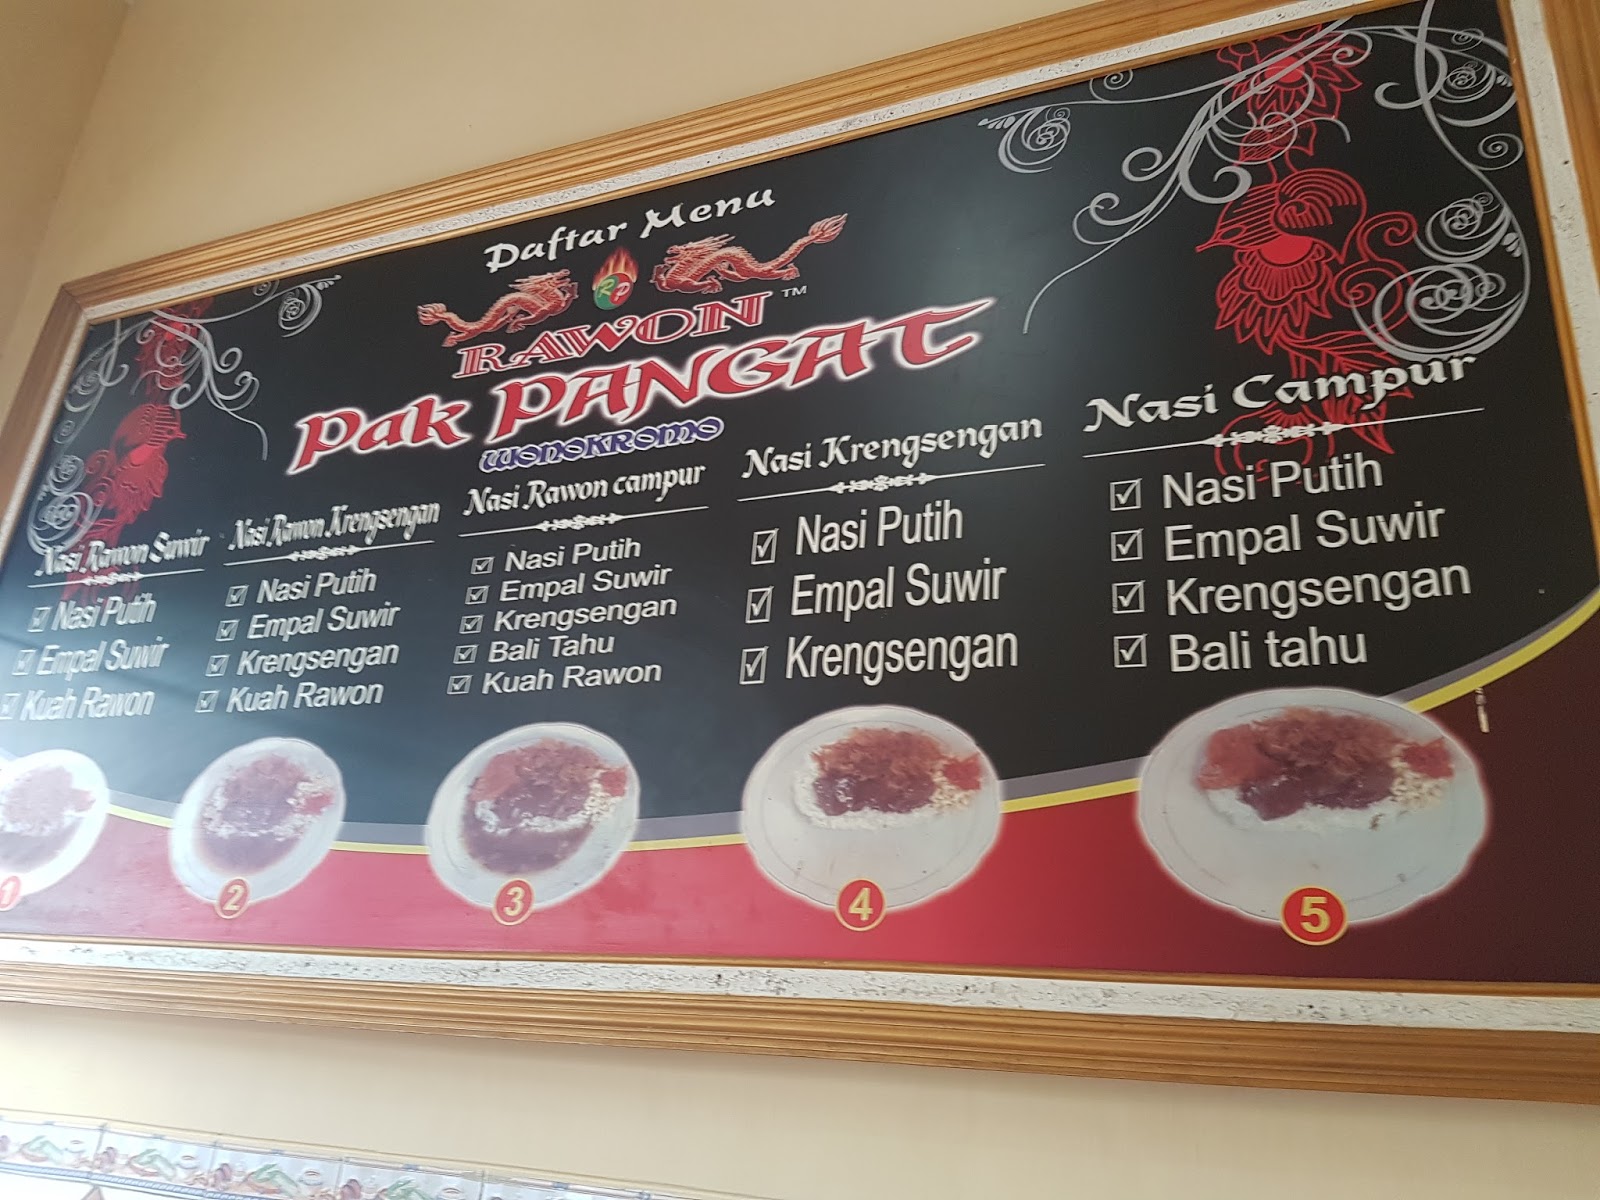 Daftar Menu
RP
RAWON ™
Pak PANGAT
WONOKROMO
Nasi Rawon Suwir
Nasi Putih
Empal Suwir
Kuah Rawon
1
Nasi Rawon Krengsengan
Nasi Putih
Empal Suwir
Krengsengan
Kuah Rawon
2
Nasi Rawon campur
Nasi Putih
Empal Suwir
Krengsengan
Bali Tahu
Kuah Rawon
3
Nasi Krengsengan
Nasi Putih
Empal Suwir
Krengsengan
4
Nasi Campur
Nasi Putih
Empal Suwir
Krengsengan
Bali tahu
5